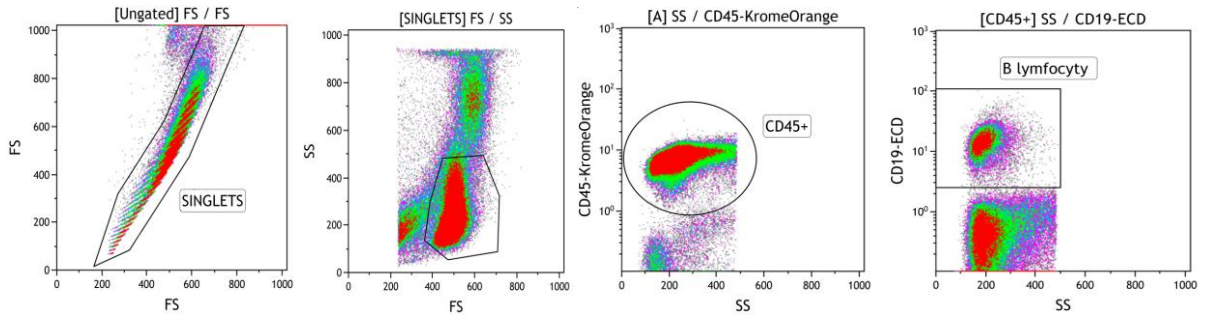 [Ungated] FS / FS
FS
1000
800
600
400
200
0
SINGLETS
0 200 400 600 800 1000
FS
[SINGLETS] FS / SS
SS
1000
800
600
400
200
0
0 200 400 600 800 1000
FS
[A] SS / CD45-KromeOrange
CD45-KromeOrange
10³
10²
10¹
10⁰
CD45+
0 200 400 600 800 1000
SS
[CD45+] SS / CD19-ECD
CD19-ECD
10³
10²
10¹
10⁰
B lymfocyty
0 200 400 600 800 1000
SS